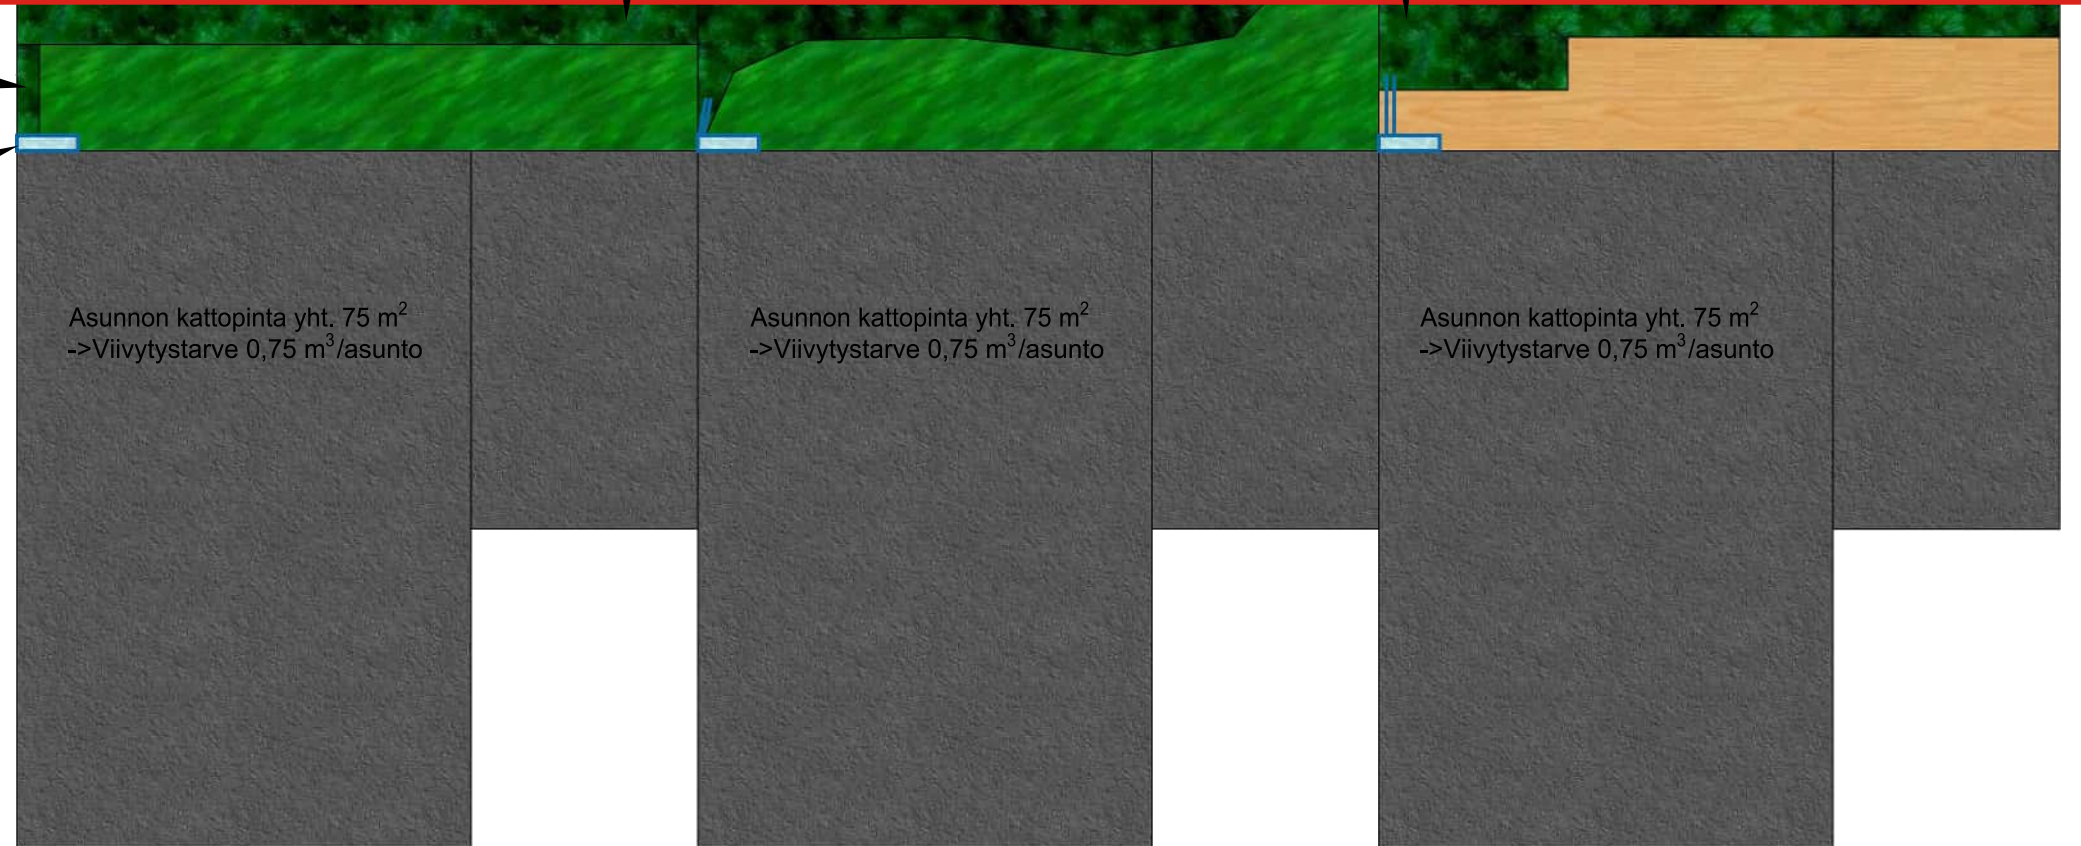 Asunnon kattopinta yht. 75 m²
->Viivytystarve 0,75 m³/asunto
Asunnon kattopinta yht. 75 m²
->Viivytystarve 0,75 m³/asunto
Asunnon kattopinta yht. 75 m²
->Viivytystarve 0,75 m³/asunto